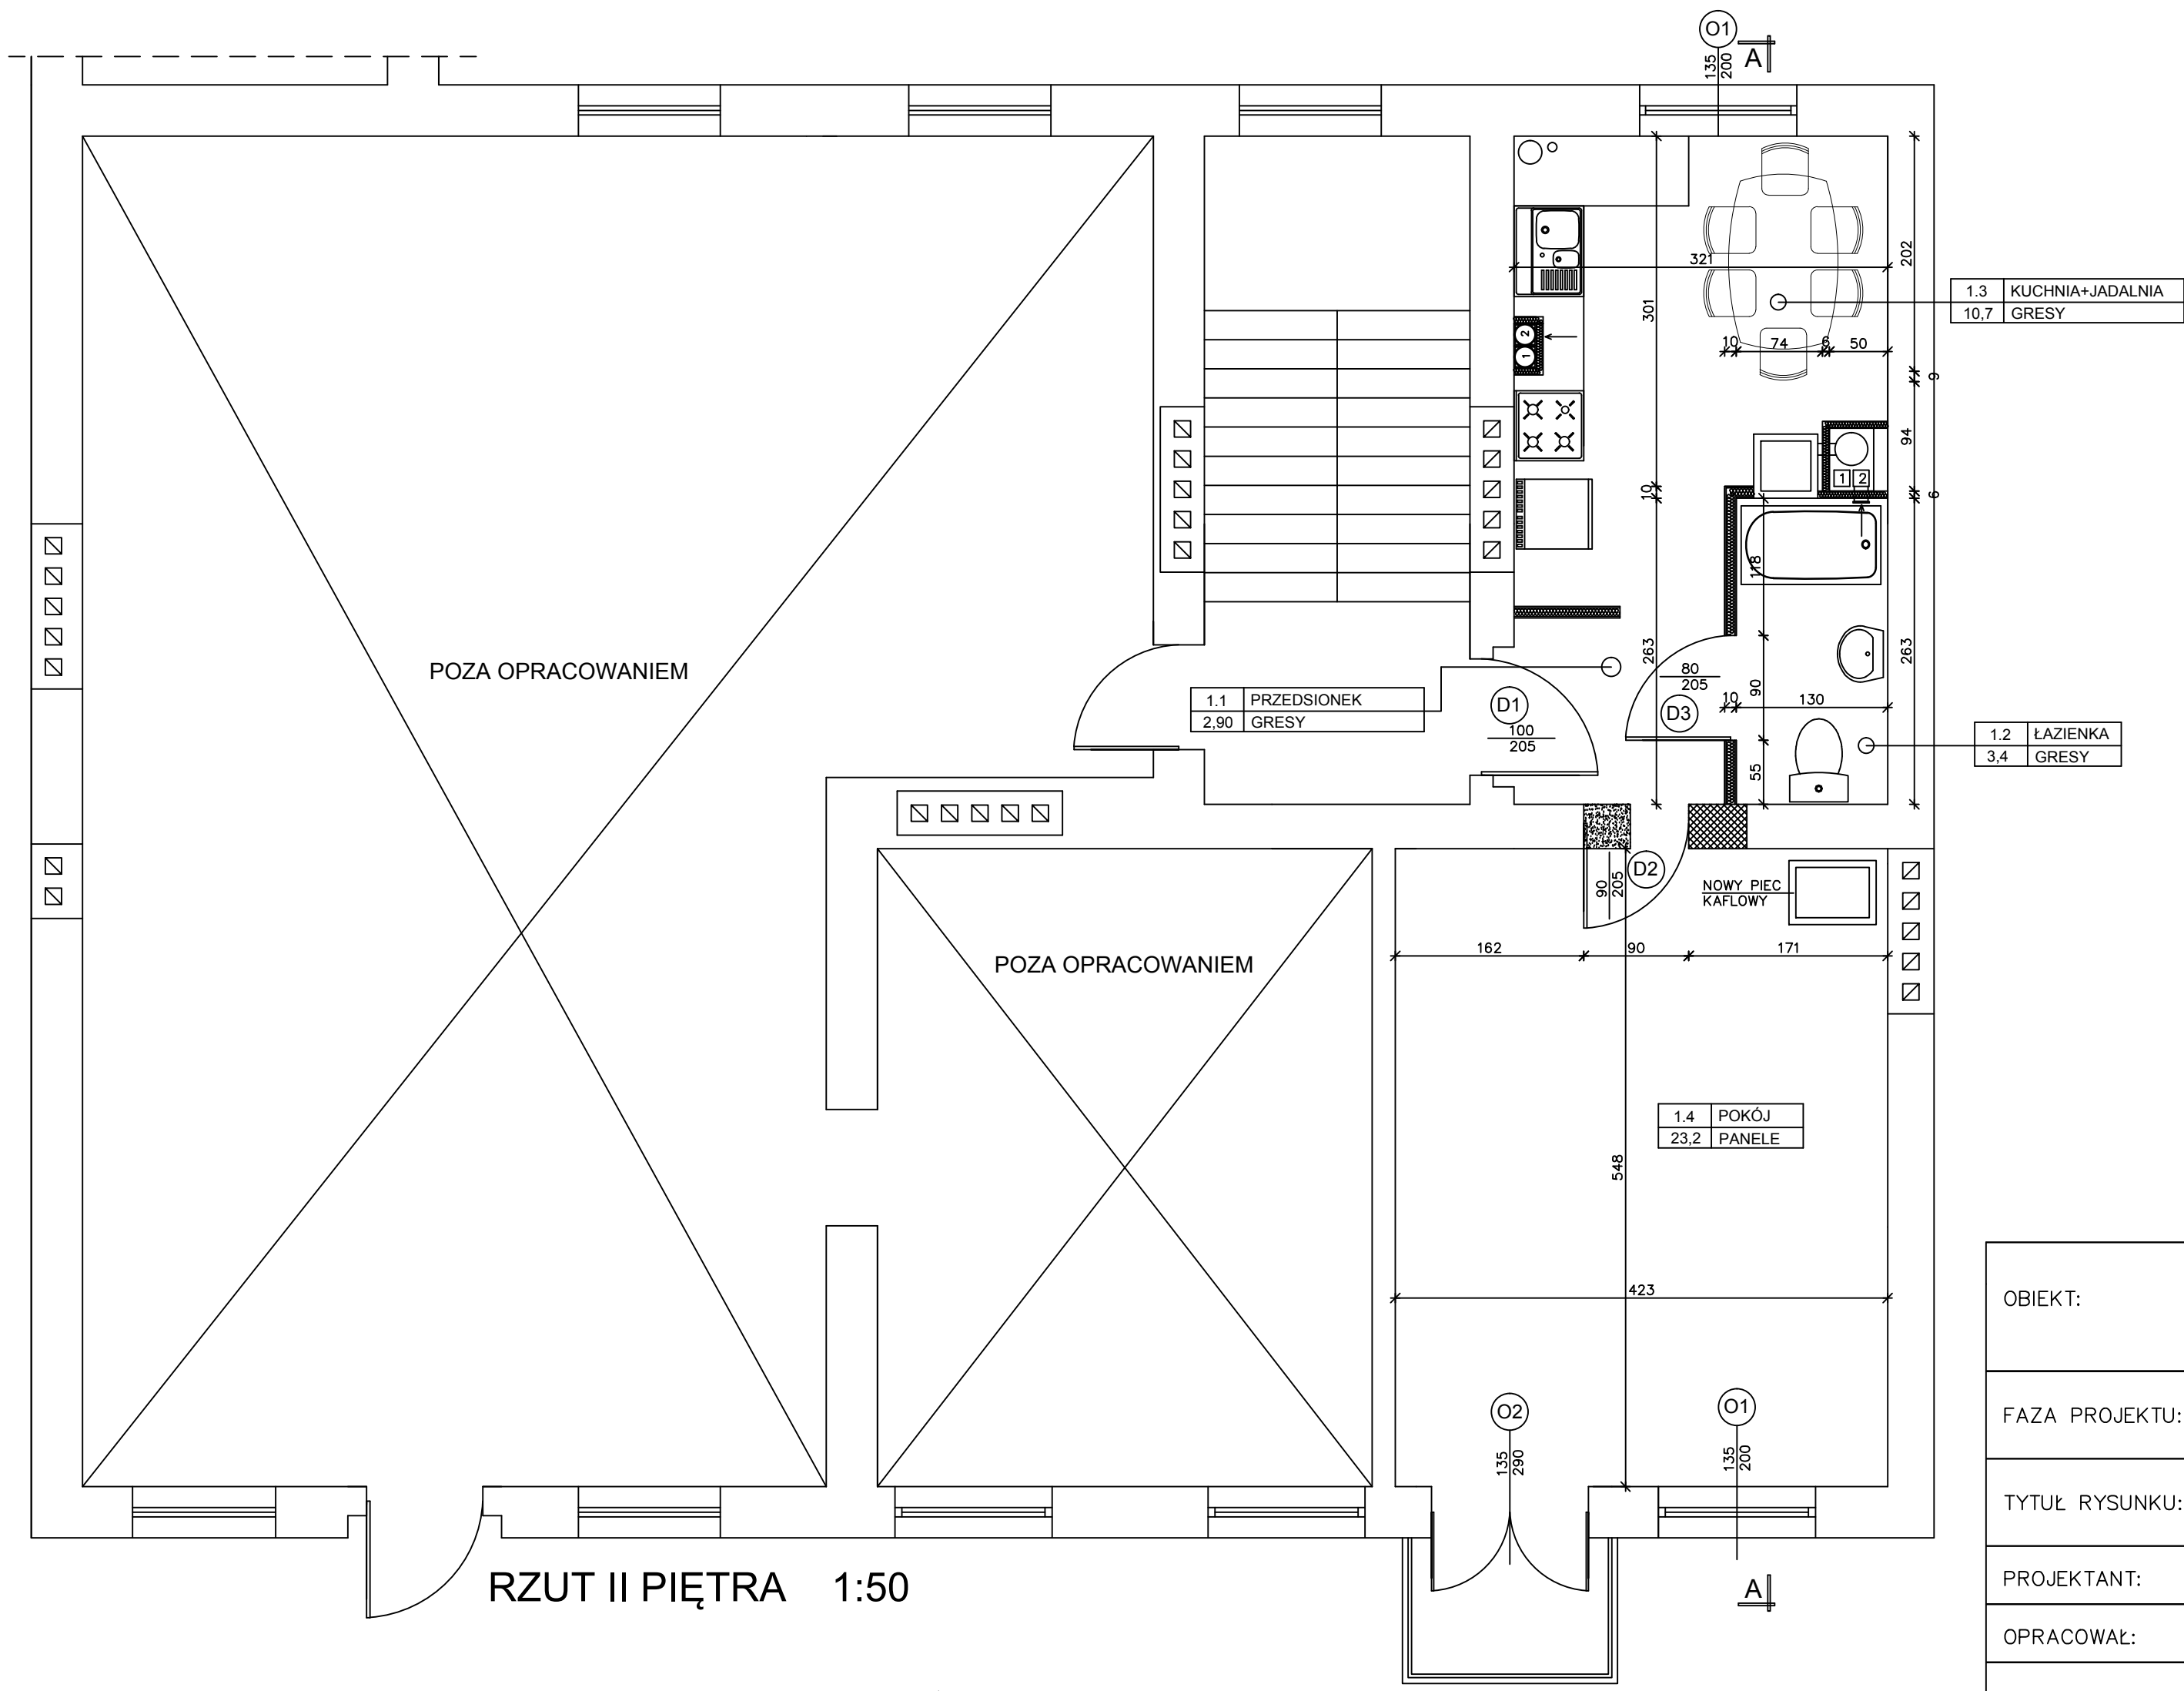 O1
A
135
200
321
202
301
1.3 KUCHNIA+JADALNIA
10,7 GRESY
10 74 6 50
9
94
2
1
1 2
10
6
118
263
263
POZA OPRACOWANIEM
80
205
90
1.1 PRZEDSIONEK
2,90 GRESY
D1
100
205
D3
10 130
1.2 ŁAZIENKA
3,4 GRESY
55
D2
90
205
NOWY PIEC
KAFLOWY
162 90 171
POZA OPRACOWANIEM
1.4 POKÓJ
23,2 PANELE
548
423
OBIEKT:
O2
135
290
O1
135
200
FAZA PROJEKTU:
TYTUŁ RYSUNKU:
RZUT II PIĘTRA 1:50
A
PROJEKTANT:
OPRACOWAŁ: